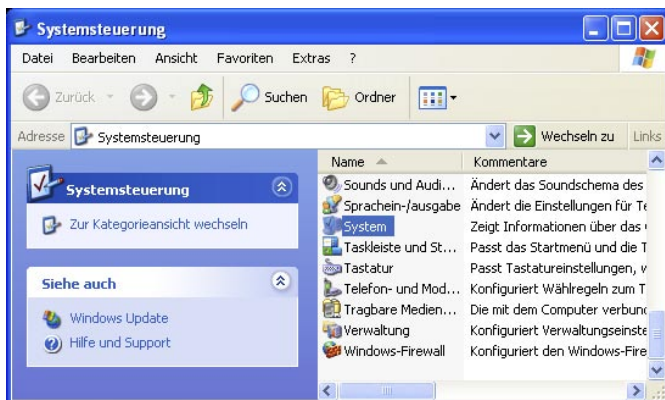 Systemsteuerung
Datei Bearbeiten Ansicht Favoriten Extras ?
Zurück Suchen Ordner
Adresse Systemsteuerung Wechseln zu Links
Name Kommentare
Systemsteuerung
Zur Kategorieansicht wechseln
Siehe auch
Windows Update
Hilfe und Support
Sounds und Audi... Ändert das Soundschema des
Sprachein-/ausgabe Ändert die Einstellungen für Te
System Zeigt Informationen über das
Taskleiste und St... Passt das Startmenü und die T
Tastatur Passt Tastatureinstellungen, w
Telefon- und Mod... Konfiguriert Wählregeln zum T
Tragbare Medien... Die mit dem Computer verbund
Verwaltung Konfiguriert Verwaltungseinste
Windows-Firewall Konfiguriert den Windows-Fire